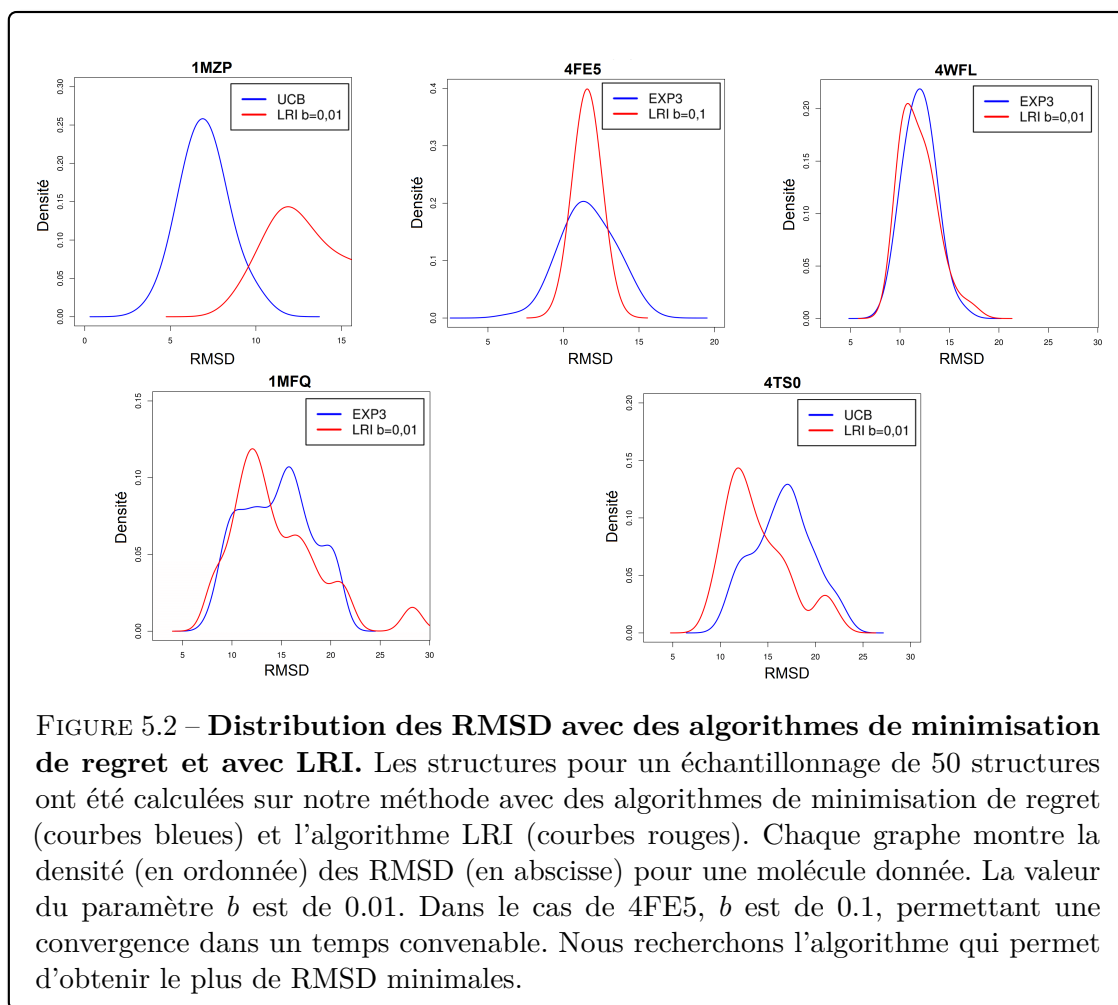 1MZP
0.30
0.25
0.20
0.15
0.10
0.05
0.00
Densité
UCB
LRI b=0,01
0
5
10
15
RMSD
4FE5
0.4
0.3
0.2
0.1
0.0
Densité
EXP3
LRI b=0,1
5
10
15
20
RMSD
4WFL
0.20
0.15
0.10
0.05
0.00
Densité
EXP3
LRI b=0,01
5
10
15
20
25
30
RMSD
1MFQ
0.15
0.10
0.05
0.00
Densité
EXP3
LRI b=0,01
5
10
15
20
25
30
RMSD
4TS0
0.20
0.15
0.10
0.05
0.00
Densité
UCB
LRI b=0,01
5
10
15
20
25
30
RMSD
FIGURE 5.2 – Distribution des RMSD avec des algorithmes de minimisation
de regret et avec LRI. Les structures pour un échantillonnage de 50 structures
ont été calculées sur notre méthode avec des algorithmes de minimisation de regret
(courbes bleues) et l'algorithme LRI (courbes rouges). Chaque graphe montre la
densité (en ordonnée) des RMSD (en abscisse) pour une molécule donnée. La valeur
du paramètre b est de 0.01. Dans le cas de 4FE5, b est de 0.1, permettant une
convergence dans un temps convenable. Nous recherchons l'algorithme qui permet
d'obtenir le plus de RMSD minimales.